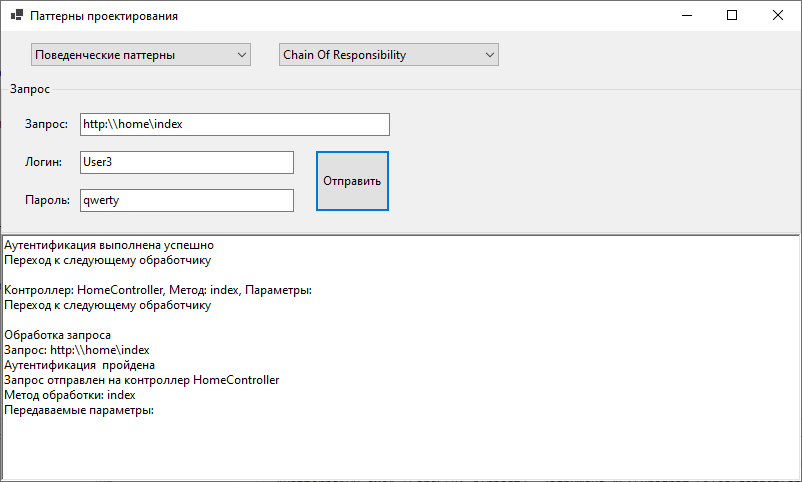 Паттерны проектирования
Поведенческие паттерны
Chain Of Responsibility
Запрос
Запрос: http:\\home\index
Логин: User3
Пароль: qwerty
Отправить
Аутентификация выполнена успешно
Переход к следующему обработчику
Контроллер: HomeController, Метод: index, Параметры:
Переход к следующему обработчику
Обработка запроса
Запрос: http:\\home\index
Аутентификация  пройдена
Запрос отправлен на контроллер HomeController
Метод обработки: index
Передаваемые параметры: